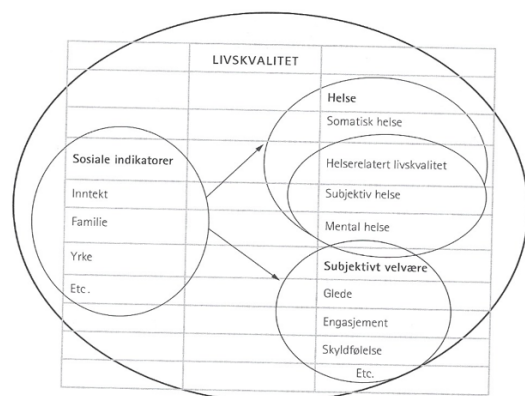 LIVSKVALITET
Sosiale indikatorer
Inntekt
Familie
Yrke
Etc.
Helse
Somatisk helse
Helserelatert livskvalitet
Subjektiv helse
Mental helse
Subjektivt velvære
Glede
Engasjement
Skyldfølelse
Etc.